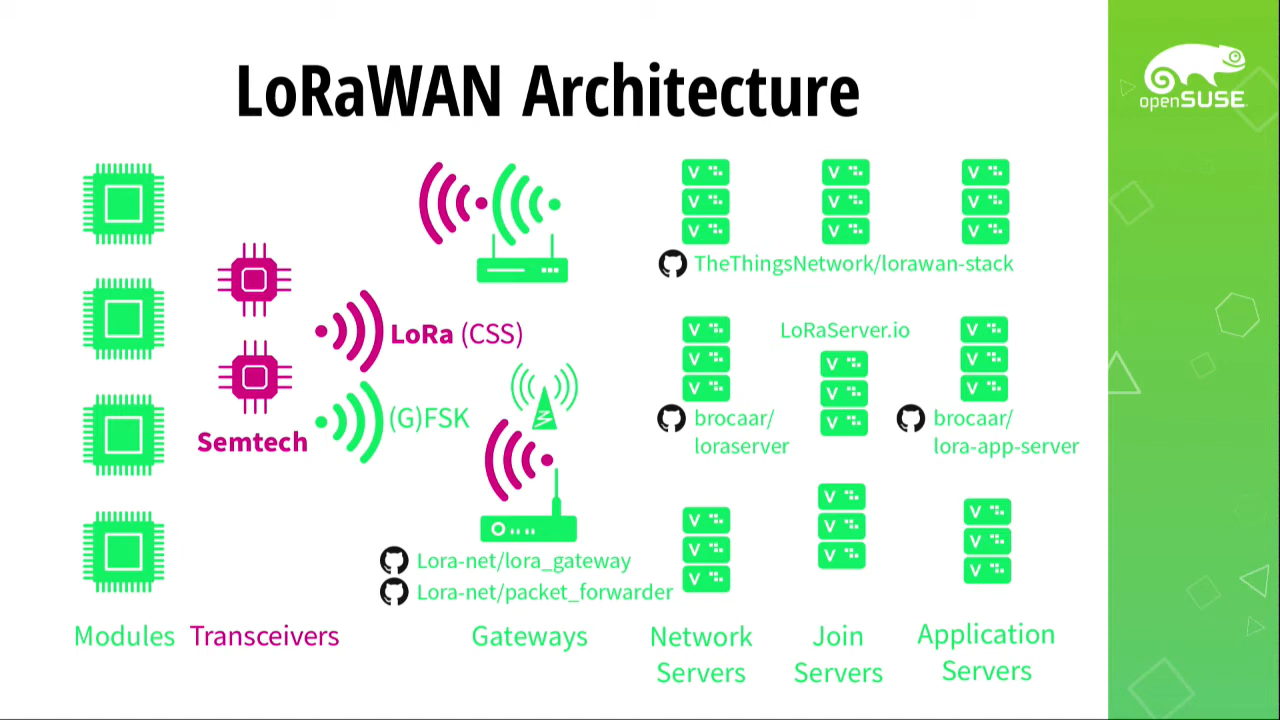 LoRaWAN Architecture
openSUSE
TheThingsNetwork/lorawan-stack
LoRa (CSS)
LoRaServer.io
(G)FSK
brocaar/
loraserver
brocaar/
lora-app-server
Semtech
Lora-net/lora_gateway
Lora-net/packet_forwarder
Modules
Transceivers
Gateways
Network
Servers
Join
Servers
Application
Servers